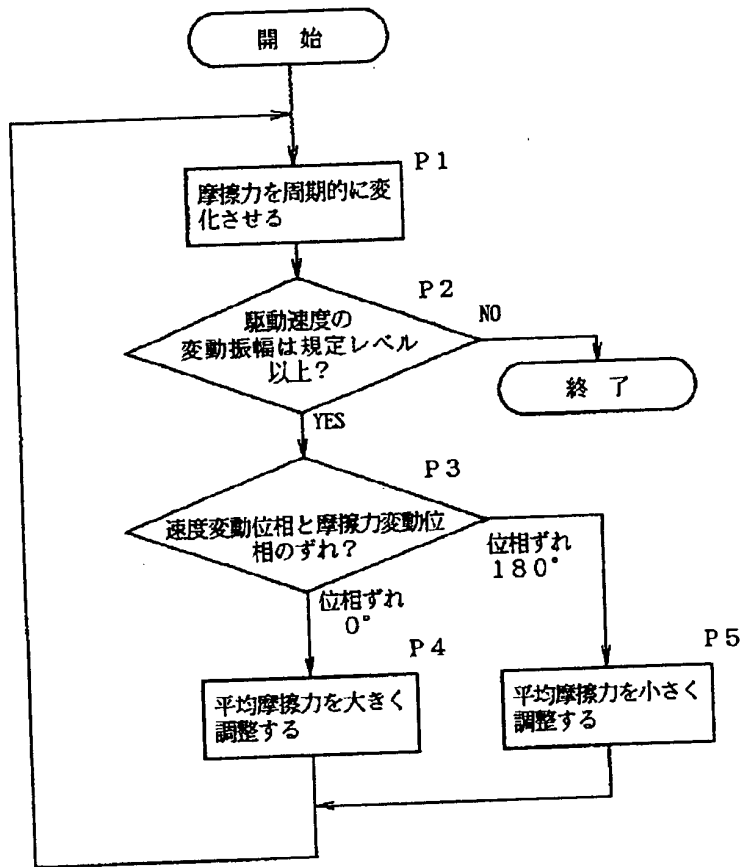 開 始
P1
摩擦力を周期的に変
化させる
P2
駆動速度の
変動振幅は規定レベル
以上?
NO
終 了
YES
P3
速度変動位相と摩擦力変動位
相のずれ?
位相ずれ
180°
位相ずれ
0°
P4
平均摩擦力を大きく
調整する
P5
平均摩擦力を小さく
調整する